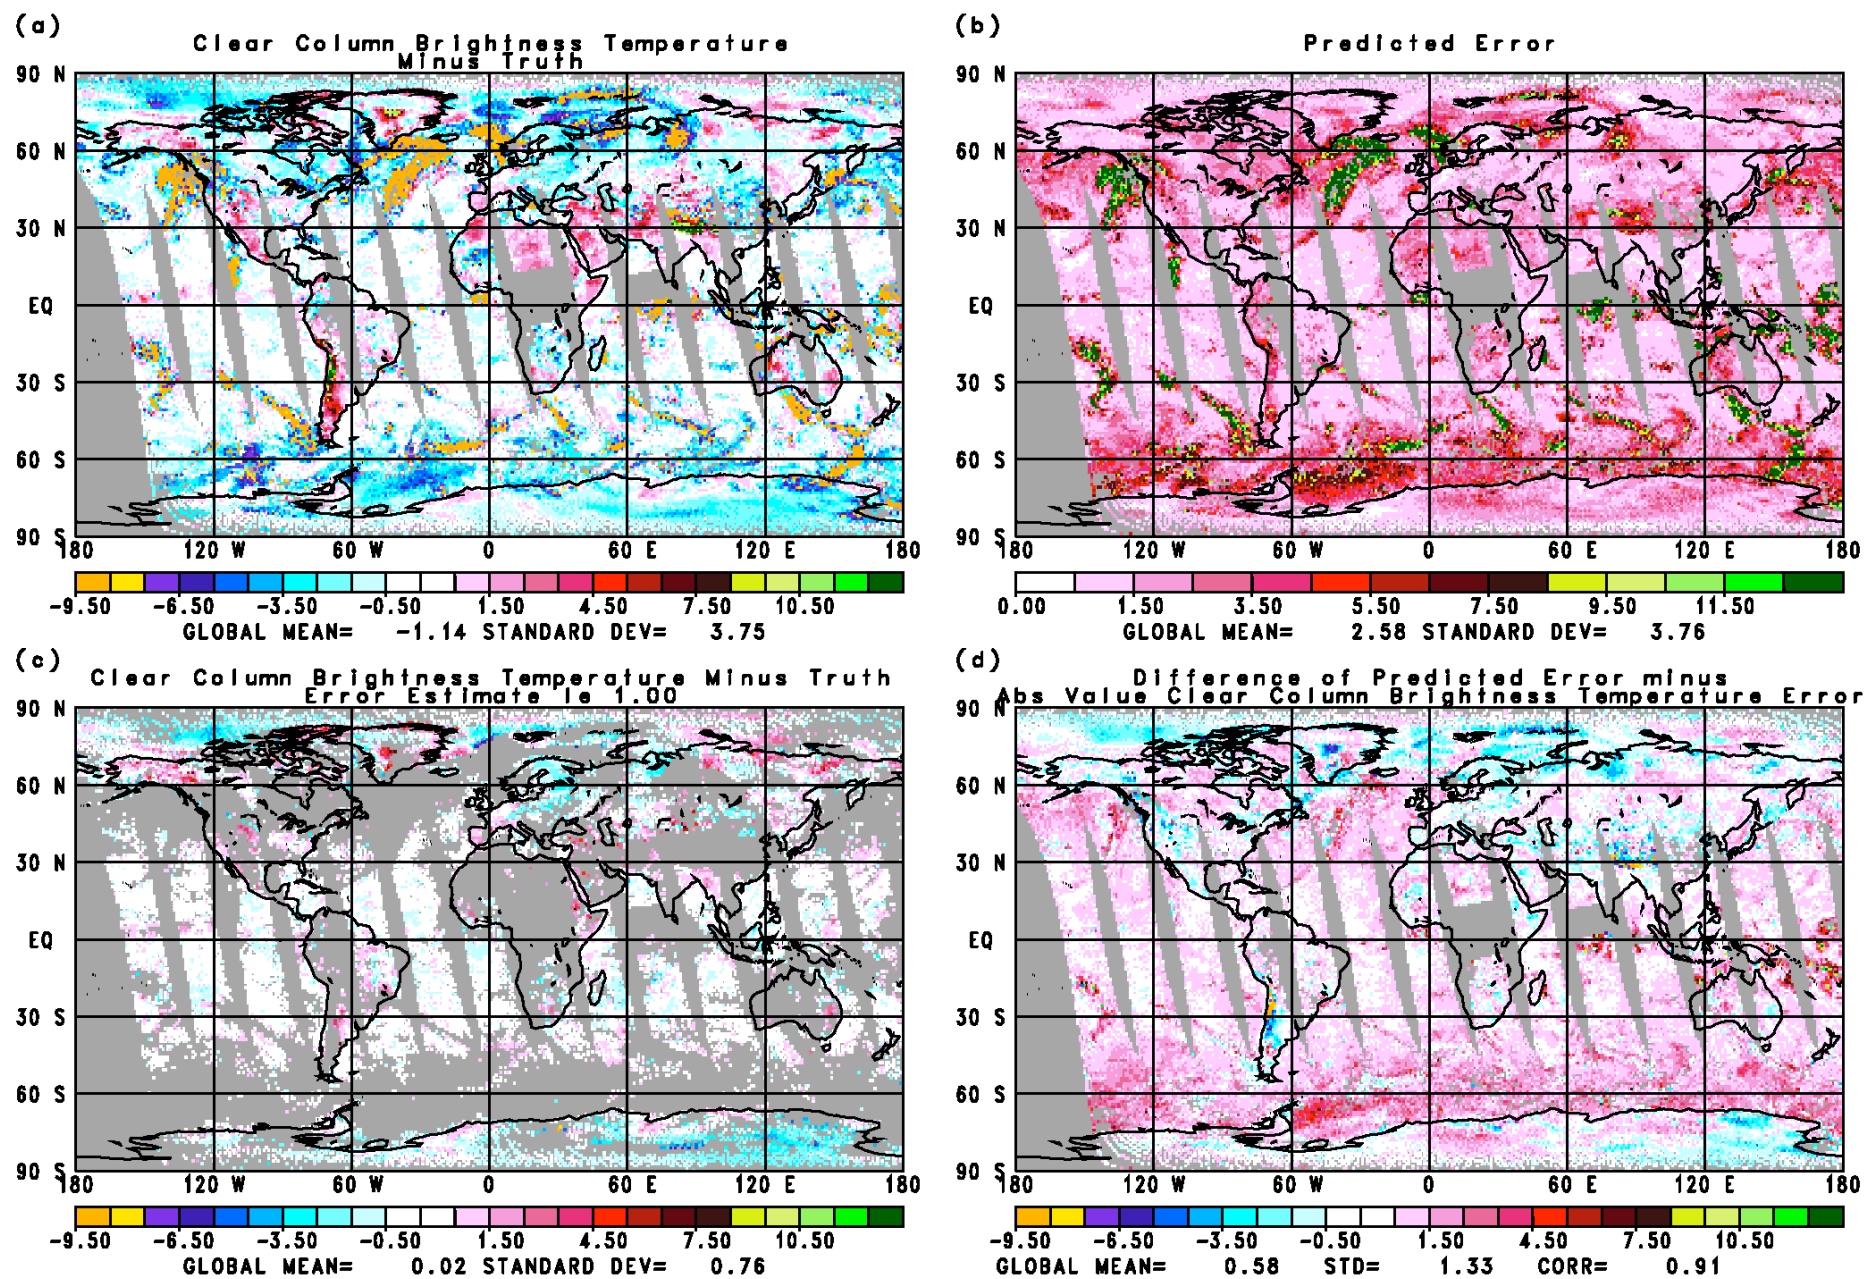 (a)
Clear Column Brightness Temperature
Minus Truth
90 N
60 N
30 N
EQ
30 S
60 S
90 S
180 120 W 60 W 0 60 E 120 E 180
-9.50 -6.50 -3.50 -0.50 1.50 4.50 7.50 10.50
GLOBAL MEAN= -1.14 STANDARD DEV= 3.75
(b)
Predicted Error
90 N
60 N
30 N
EQ
30 S
60 S
90 S
180 120 W 60 W 0 60 E 120 E 180
0.00 1.50 3.50 5.50 7.50 9.50 11.50
GLOBAL MEAN= 2.58 STANDARD DEV= 3.76
(c)
Clear Column Brightness Temperature Minus Truth
Error Estimate le 1.00
90 N
60 N
30 N
EQ
30 S
60 S
90 S
180 120 W 60 W 0 60 E 120 E 180
-9.50 -6.50 -3.50 -0.50 1.50 4.50 7.50 10.50
GLOBAL MEAN= 0.02 STANDARD DEV= 0.76
(d)
Difference of Predicted Error minus
Abs Value Clear Column Brightness Temperature Error
90 N
60 N
30 N
EQ
30 S
60 S
90 S
180 120 W 60 W 0 60 E 120 E 180
-9.50 -6.50 -3.50 -0.50 1.50 4.50 7.50 10.50
GLOBAL MEAN= 0.58 STD= 1.33 CORR= 0.91